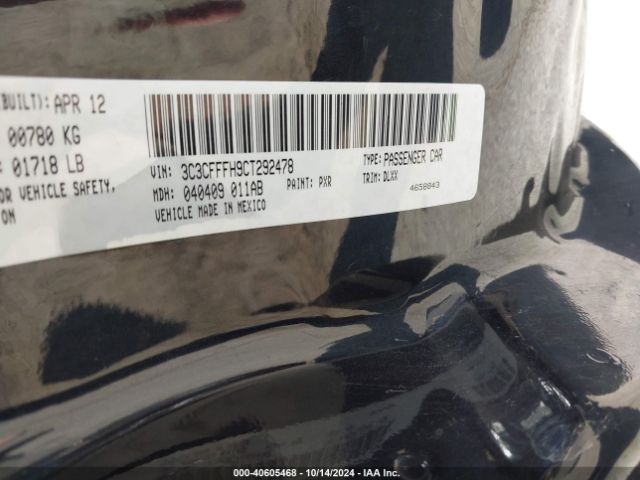 (BUILT): APR 12
00780 KG
: 01718 LB
OR VEHICLE SAFETY,
ON
VIN: 3C3CFFFH9CT292478
TYPE: PASSENGER CAR
MDH: 040409 011AB
PAINT: PXR
TRIM: DLXX
VEHICLE MADE IN MEXICO
4658843
000-40605468 - 10/14/2024 - IAA Inc.